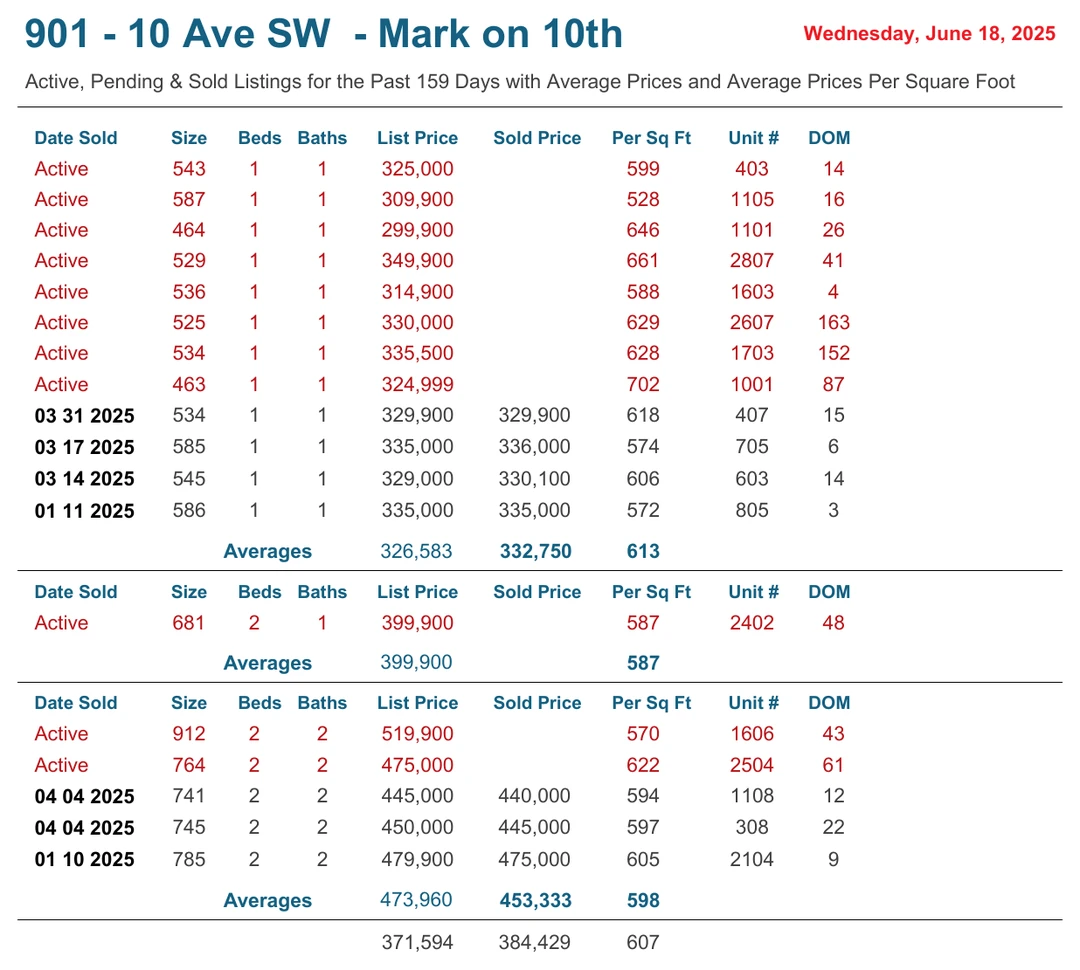 901 - 10 Ave SW - Mark on 10th Wednesday, June 18, 2025
Active, Pending & Sold Listings for the Past 159 Days with Average Prices and Average Prices Per Square Foot
Date Sold Size Beds Baths List Price Sold Price Per Sq Ft Unit # DOM
Active 543 1 1 325,000 599 403 14
Active 587 1 1 309,900 528 1105 16
Active 464 1 1 299,900 646 1101 26
Active 529 1 1 349,900 661 2807 41
Active 536 1 1 314,900 588 1603 4
Active 525 1 1 330,000 629 2607 163
Active 534 1 1 335,500 628 1703 152
Active 463 1 1 324,999 702 1001 87
03 31 2025 534 1 1 329,900 329,900 618 407 15
03 17 2025 585 1 1 335,000 336,000 574 705 6
03 14 2025 545 1 1 329,000 330,100 606 603 14
01 11 2025 586 1 1 335,000 335,000 572 805 3
Averages 326,583 332,750 613
Date Sold Size Beds Baths List Price Sold Price Per Sq Ft Unit # DOM
Active 681 2 1 399,900 587 2402 48
Averages 399,900 587
Date Sold Size Beds Baths List Price Sold Price Per Sq Ft Unit # DOM
Active 912 2 2 519,900 570 1606 43
Active 764 2 2 475,000 622 2504 61
04 04 2025 741 2 2 445,000 440,000 594 1108 12
04 04 2025 745 2 2 450,000 445,000 597 308 22
01 10 2025 785 2 2 479,900 475,000 605 2104 9
Averages 473,960 453,333 598
371,594 384,429 607